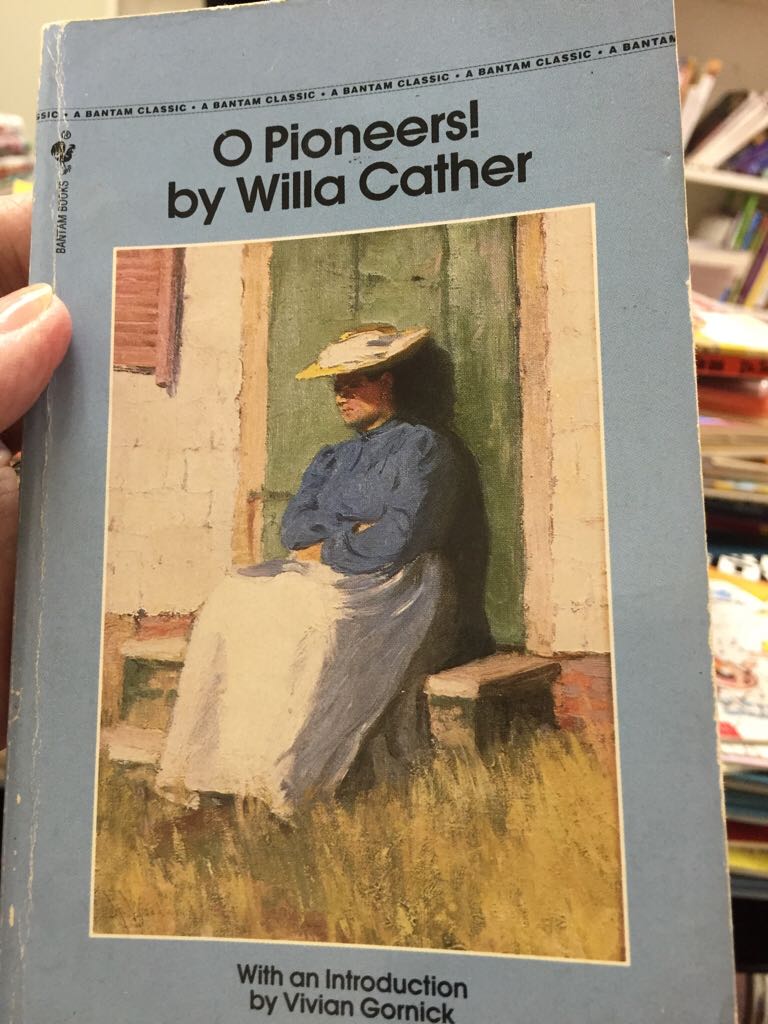 SSIC • A BANTAM CLASSIC • A BANTAM CLASSIC • A BANTAM CLASSIC • A BANTAM CLASSIC • A BANTAM
BANTAM BOOKS
O Pioneers!
by Willa Cather
With an Introduction
by Vivian Gornick